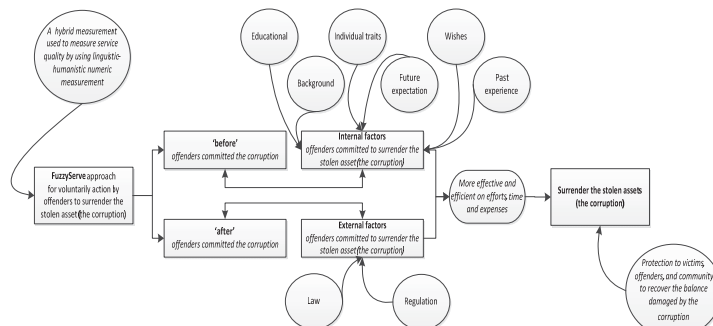 A hybrid measurement
used to measure service
quality by using linguistic-
humanistic numeric
measurement
Educational
Individual traits
Wishes
Background
Future
expectation
Past
experience
FuzzyServe approach
for voluntarily action by
offenders to surrender the
stolen asset(the corruption)
'before'
offenders committed the corruption
Internal factors
offenders committed to surrender the
stolen asset(the corruption)
'after'
offenders committed the corruption
External factors
offenders committed to surrender the
stolen asset(the corruption)
More effective and
efficient on efforts, time
and expenses
Surrender the stolen assets
(the corruption)
Law
Regulation
Protection to victims,
offenders, and community
to recover the balance
damaged by the
corruption